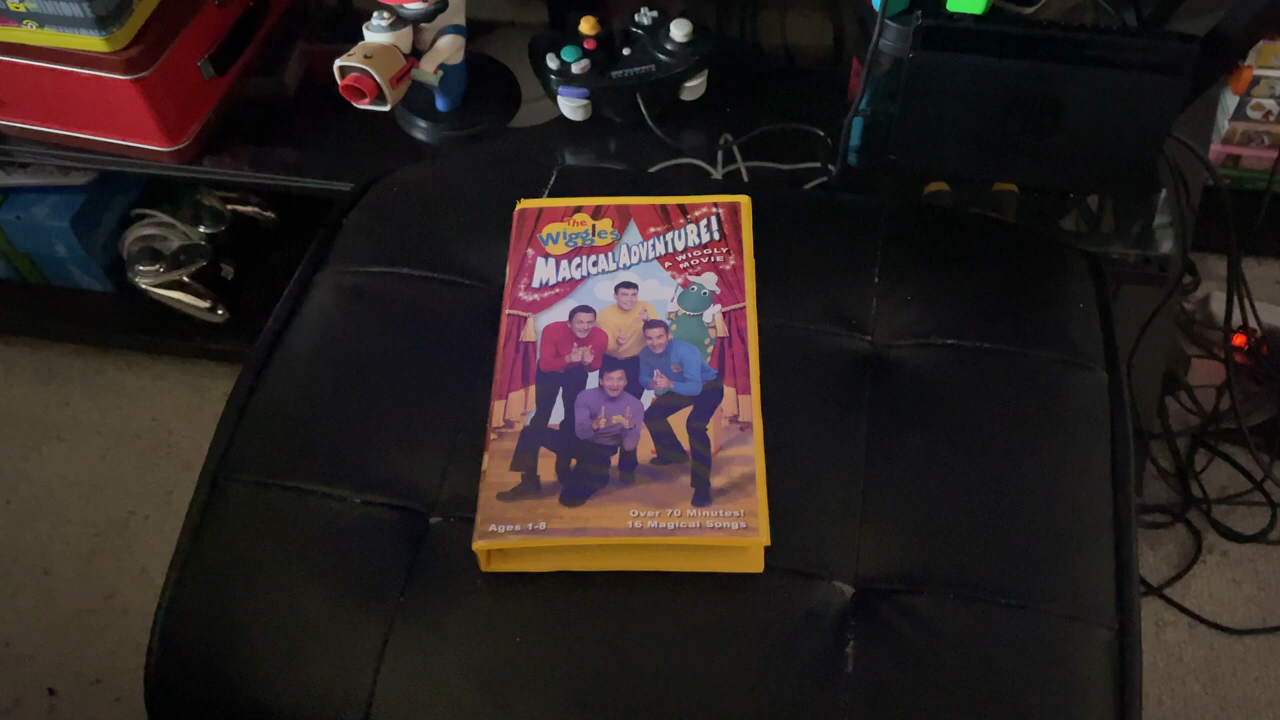 The
Wiggles
MAGICAL ADVENTURE!
A WIGGLY
MOVIE
Ages 1-8
Over 70 Minutes!
16 Magical Songs